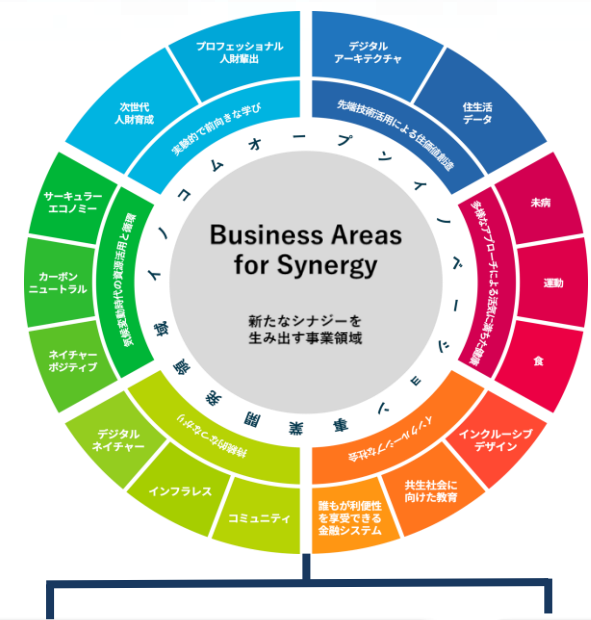 プロフェッショナル
人財輩出
次世代
人財育成
実験的で前向きな学び
デジタル
アーキテクチャ
住生活
データ
先端技術活用による住価値創造
未病
運動
食
多様なアプローチによる活気に満ちた健康
インクルーシブ
デザイン
共生社会に
向けた教育
誰もが利便性
を享受できる
金融システム
インクルーシブな社会
コミュニティ
インフラレス
デジタル
ネイチャー
持続的なつながり
ネイチャー
ポジティブ
カーボン
ニュートラル
サーキュラー
エコノミー
気候変動時代の資源活用と循環
イノコムオープンイノベーション事業開発領域
Business Areas
for Synergy
新たなシナジーを
生み出す事業領域